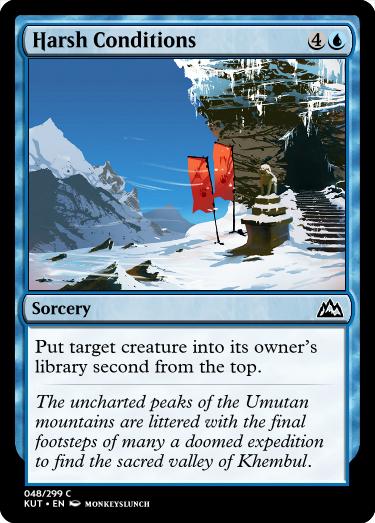 Harsh Conditions 4
Sorcery
Put target creature into its owner's
library second from the top.
The uncharted peaks of the Umutan
mountains are littered with the final
footsteps of many a doomed expedition
to find the sacred valley of Khembul.
048/299 C
KUT • EN MONKEYSLUNCH